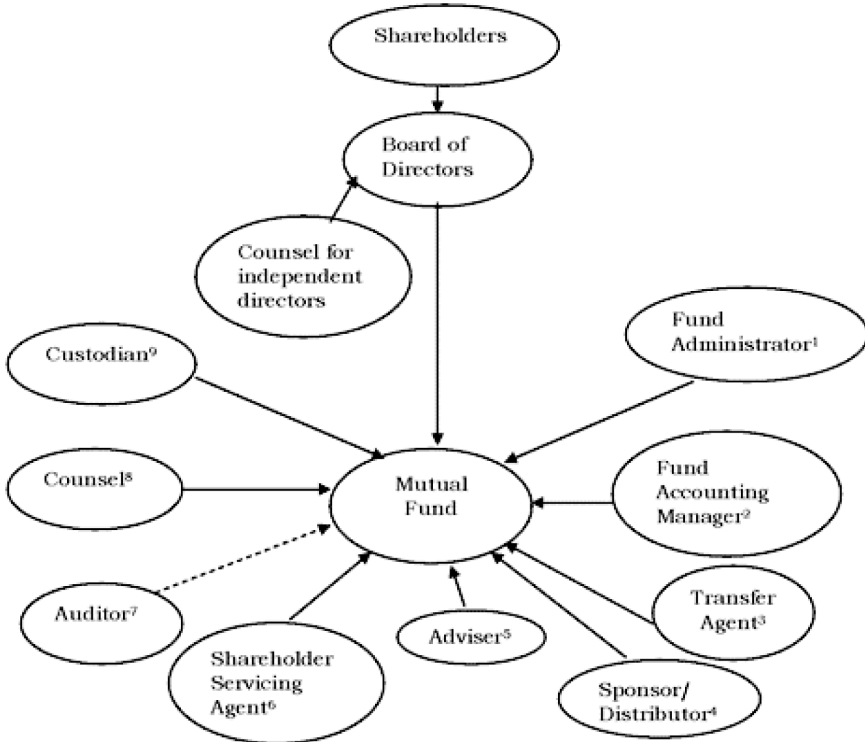 Shareholders
Board of
Directors
Counsel for
independent
directors
Fund
Administrator¹
Custodian⁹
Mutual
Fund
Fund
Accounting
Manager²
Counsel⁸
Transfer
Agent³
Auditor⁷
Adviser⁵
Shareholder
Servicing
Agent⁶
Sponsor/
Distributor⁴